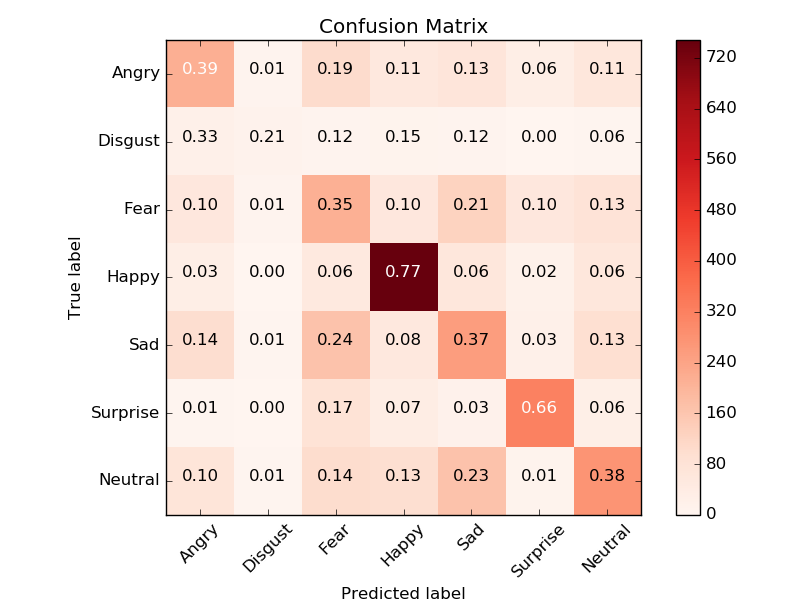 Confusion Matrix
Angry 0.39 0.01 0.19 0.11 0.13 0.06 0.11
Disgust 0.33 0.21 0.12 0.15 0.12 0.00 0.06
Fear 0.10 0.01 0.35 0.10 0.21 0.10 0.13
Happy 0.03 0.00 0.06 0.77 0.06 0.02 0.06
Sad 0.14 0.01 0.24 0.08 0.37 0.03 0.13
Surprise 0.01 0.00 0.17 0.07 0.03 0.66 0.06
Neutral 0.10 0.01 0.14 0.13 0.23 0.01 0.38
Angry Disgust Fear Happy Sad Surprise Neutral
Predicted label
True label
720
640
560
480
400
320
240
160
80
0